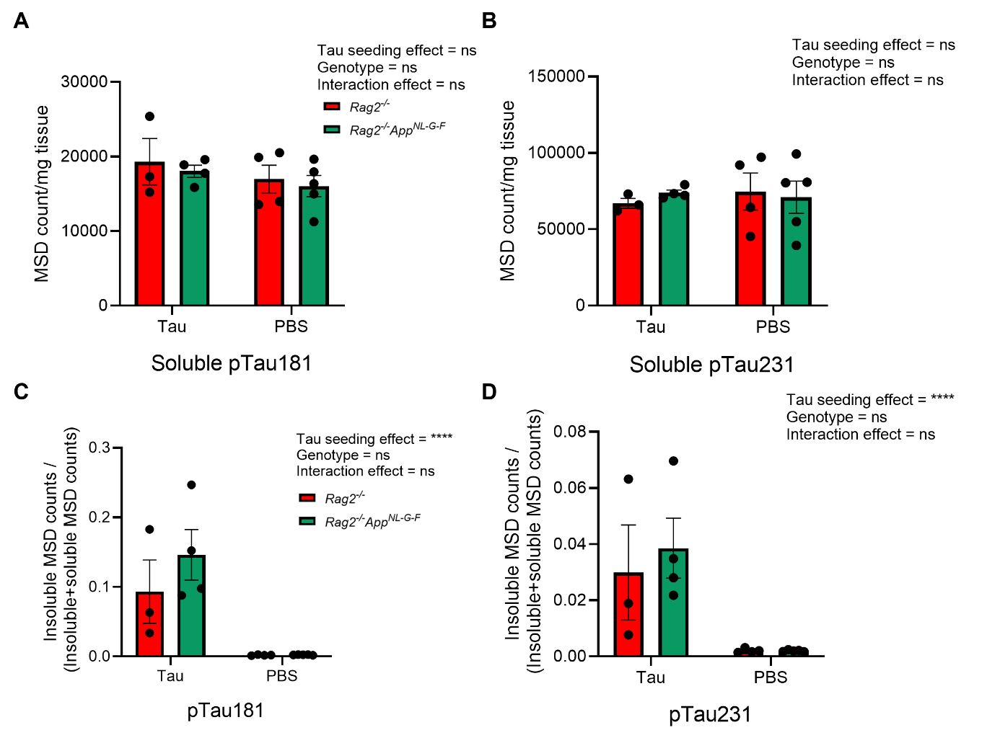 A
Tau seeding effect = ns
Genotype = ns
Interaction effect = ns
Rag2-/-
Rag2-/-AppNL-G-F
MSD count/mg tissue
30000
20000
10000
0
Tau
PBS
Soluble pTau181
B
Tau seeding effect = ns
Genotype = ns
Interaction effect = ns
MSD count/mg tissue
150000
100000
50000
0
Tau
PBS
Soluble pTau231
C
Tau seeding effect = ****
Genotype = ns
Interaction effect = ns
Rag2-/-
Rag2-/-AppNL-G-F
Insoluble MSD counts /
(Insoluble+soluble MSD counts)
0.3
0.2
0.1
0.0
Tau
PBS
pTau181
D
Tau seeding effect = ****
Genotype = ns
Interaction effect = ns
Insoluble MSD counts /
(Insoluble+soluble MSD counts)
0.08
0.06
0.04
0.02
0.00
Tau
PBS
pTau231